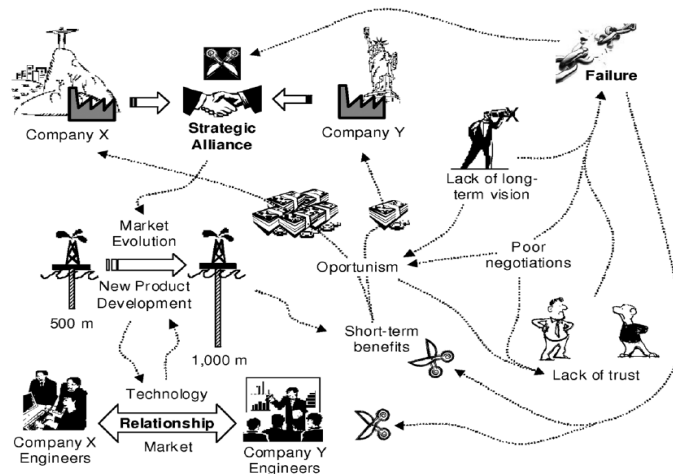 Failure
Company X
Strategic
Alliance
Company Y
Lack of long-
term vision
Market
Evolution
New Product
Development
Oportunism
Poor
negotiations
500 m
1,000 m
Short-term
benefits
Lack of trust
Technology
Relationship
Market
Company X
Engineers
Company Y
Engineers